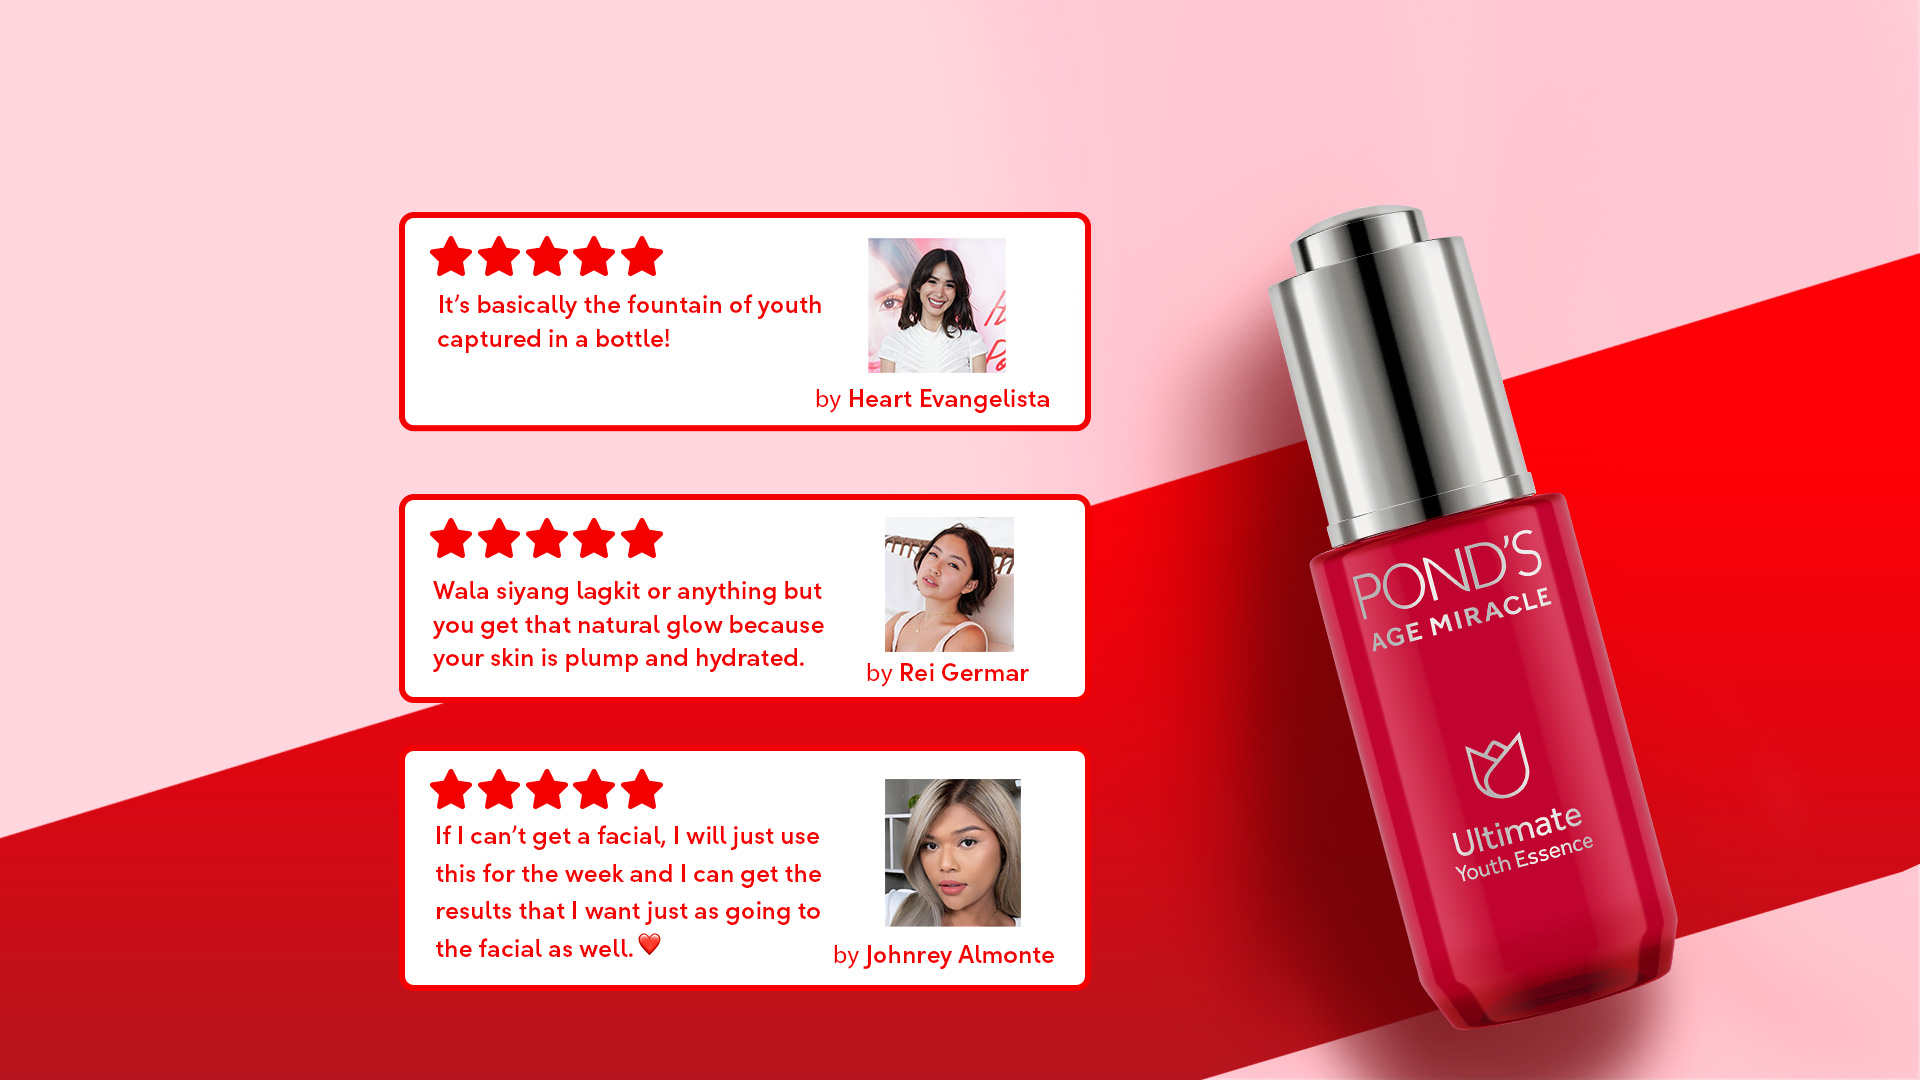 It’s basically the fountain of youth
captured in a bottle!
by Heart Evangelista
Wala siyang lagkit or anything but
you get that natural glow because
your skin is plump and hydrated.
by Rei Germar
If I can’t get a facial, I will just use
this for the week and I can get the
results that I want just as going to
the facial as well.❤️
by Johnrey Almonte
POND’S
AGE MIRACLE
Ultimate
Youth Essence